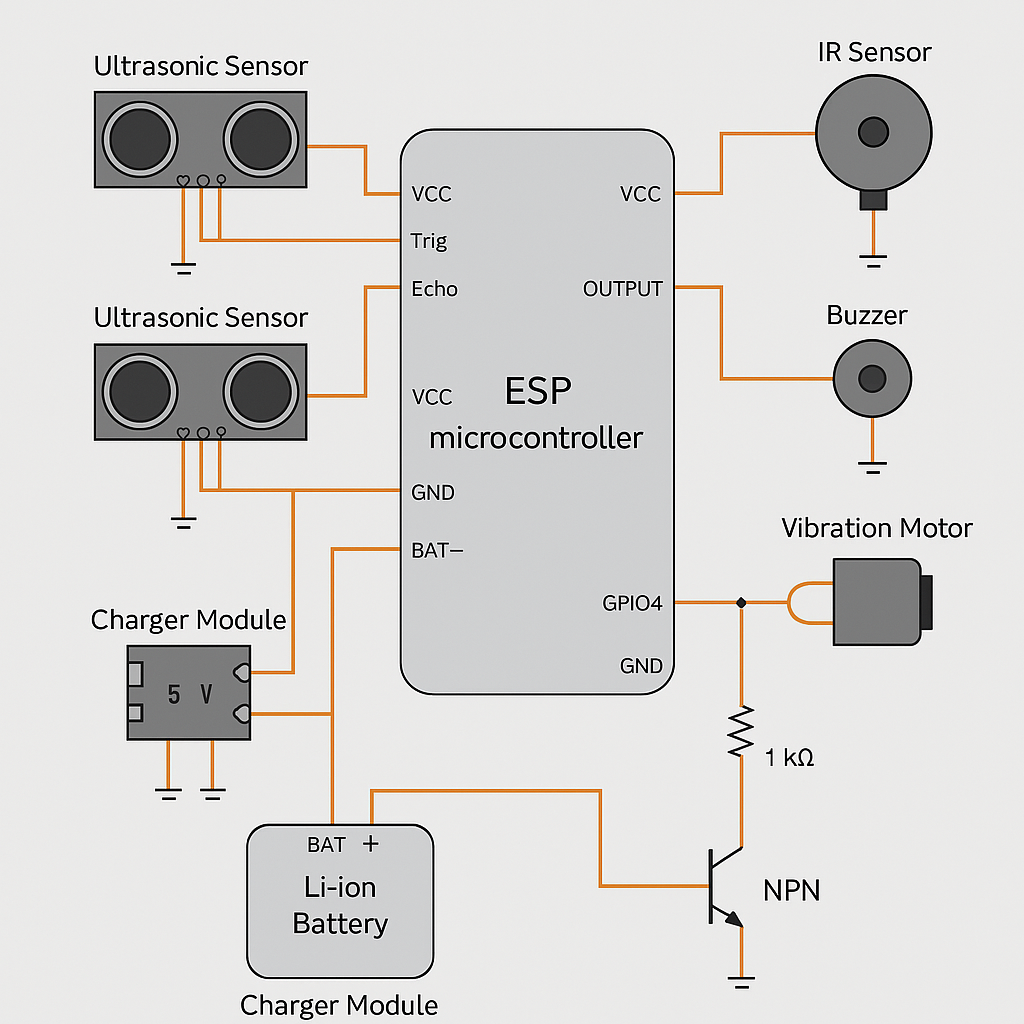 Ultrasonic Sensor
IR Sensor
VCC
VCC
Trig
Echo
OUTPUT
Ultrasonic Sensor
Buzzer
VCC
ESP
microcontroller
GND
BAT−
Vibration Motor
GPIO4
GND
Charger Module
5 V
1 kΩ
BAT +
Li-ion
Battery
NPN
Charger Module